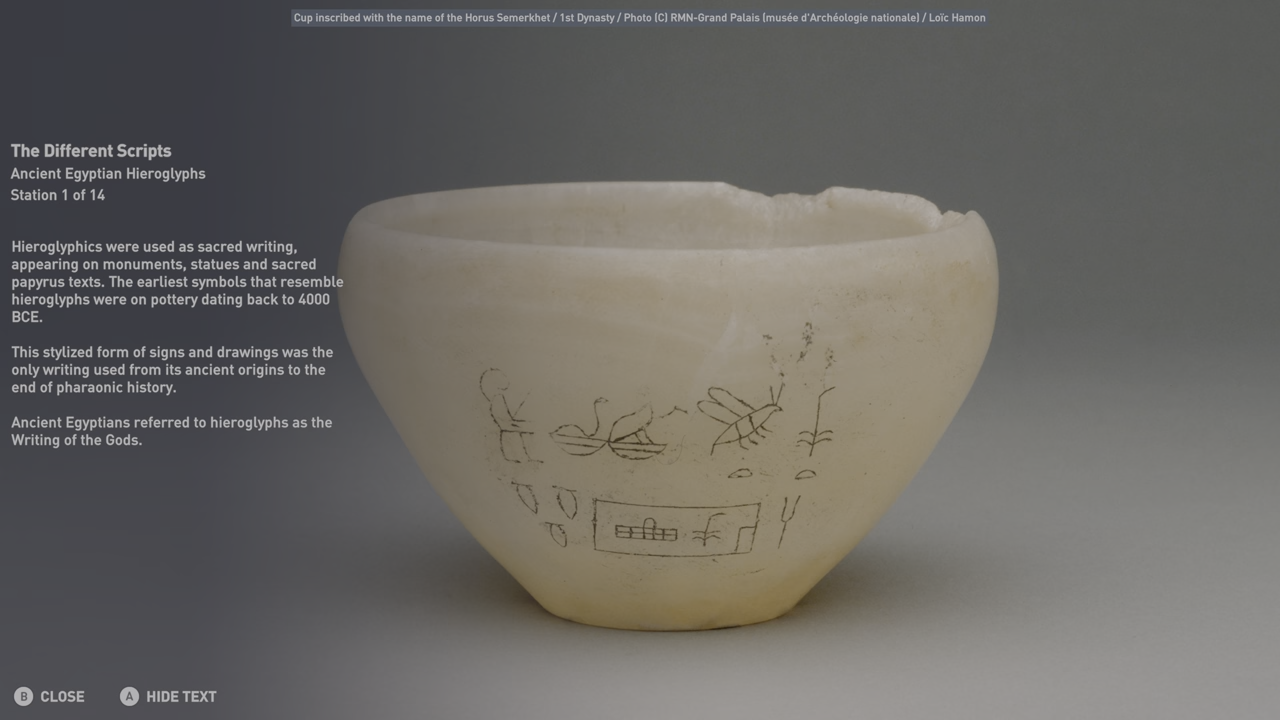 Cup inscribed with the name of the Horus Semerkhet / 1st Dynasty / Photo (C) RMN-Grand Palais (musée d'Archéologie nationale) / Loïc Hamon
The Different Scripts
Ancient Egyptian Hieroglyphs
Station 1 of 14
Hieroglyphics were used as sacred writing,
appearing on monuments, statues and sacred
papyrus texts. The earliest symbols that resemble
hieroglyphs were on pottery dating back to 4000
BCE.
This stylized form of signs and drawings was the
only writing used from its ancient origins to the
end of pharaonic history.
Ancient Egyptians referred to hieroglyphs as the
Writing of the Gods.
B CLOSE A HIDE TEXT